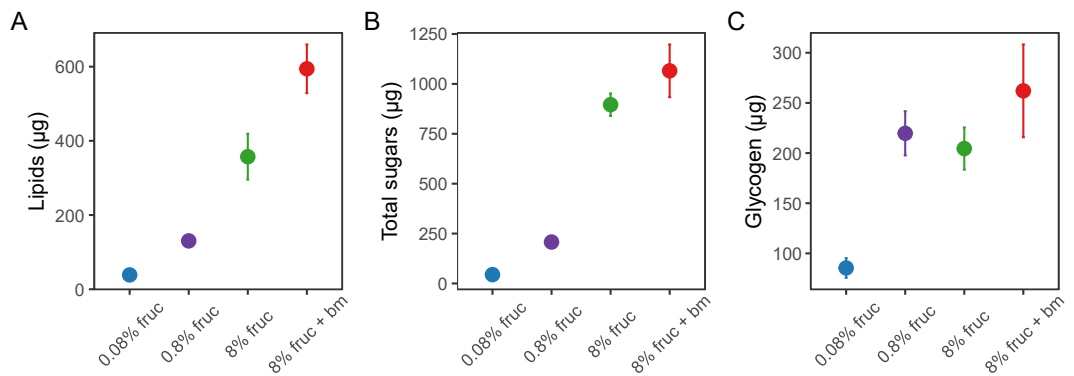 A
Lipids (µg)
600
400
200
0
0.08% fruc
0.8% fruc
8% fruc
8% fruc + bm
B
Total sugars (µg)
1250
1000
750
500
250
0
0.08% fruc
0.8% fruc
8% fruc
8% fruc + bm
C
Glycogen (µg)
300
250
200
150
100
0.08% fruc
0.8% fruc
8% fruc
8% fruc + bm